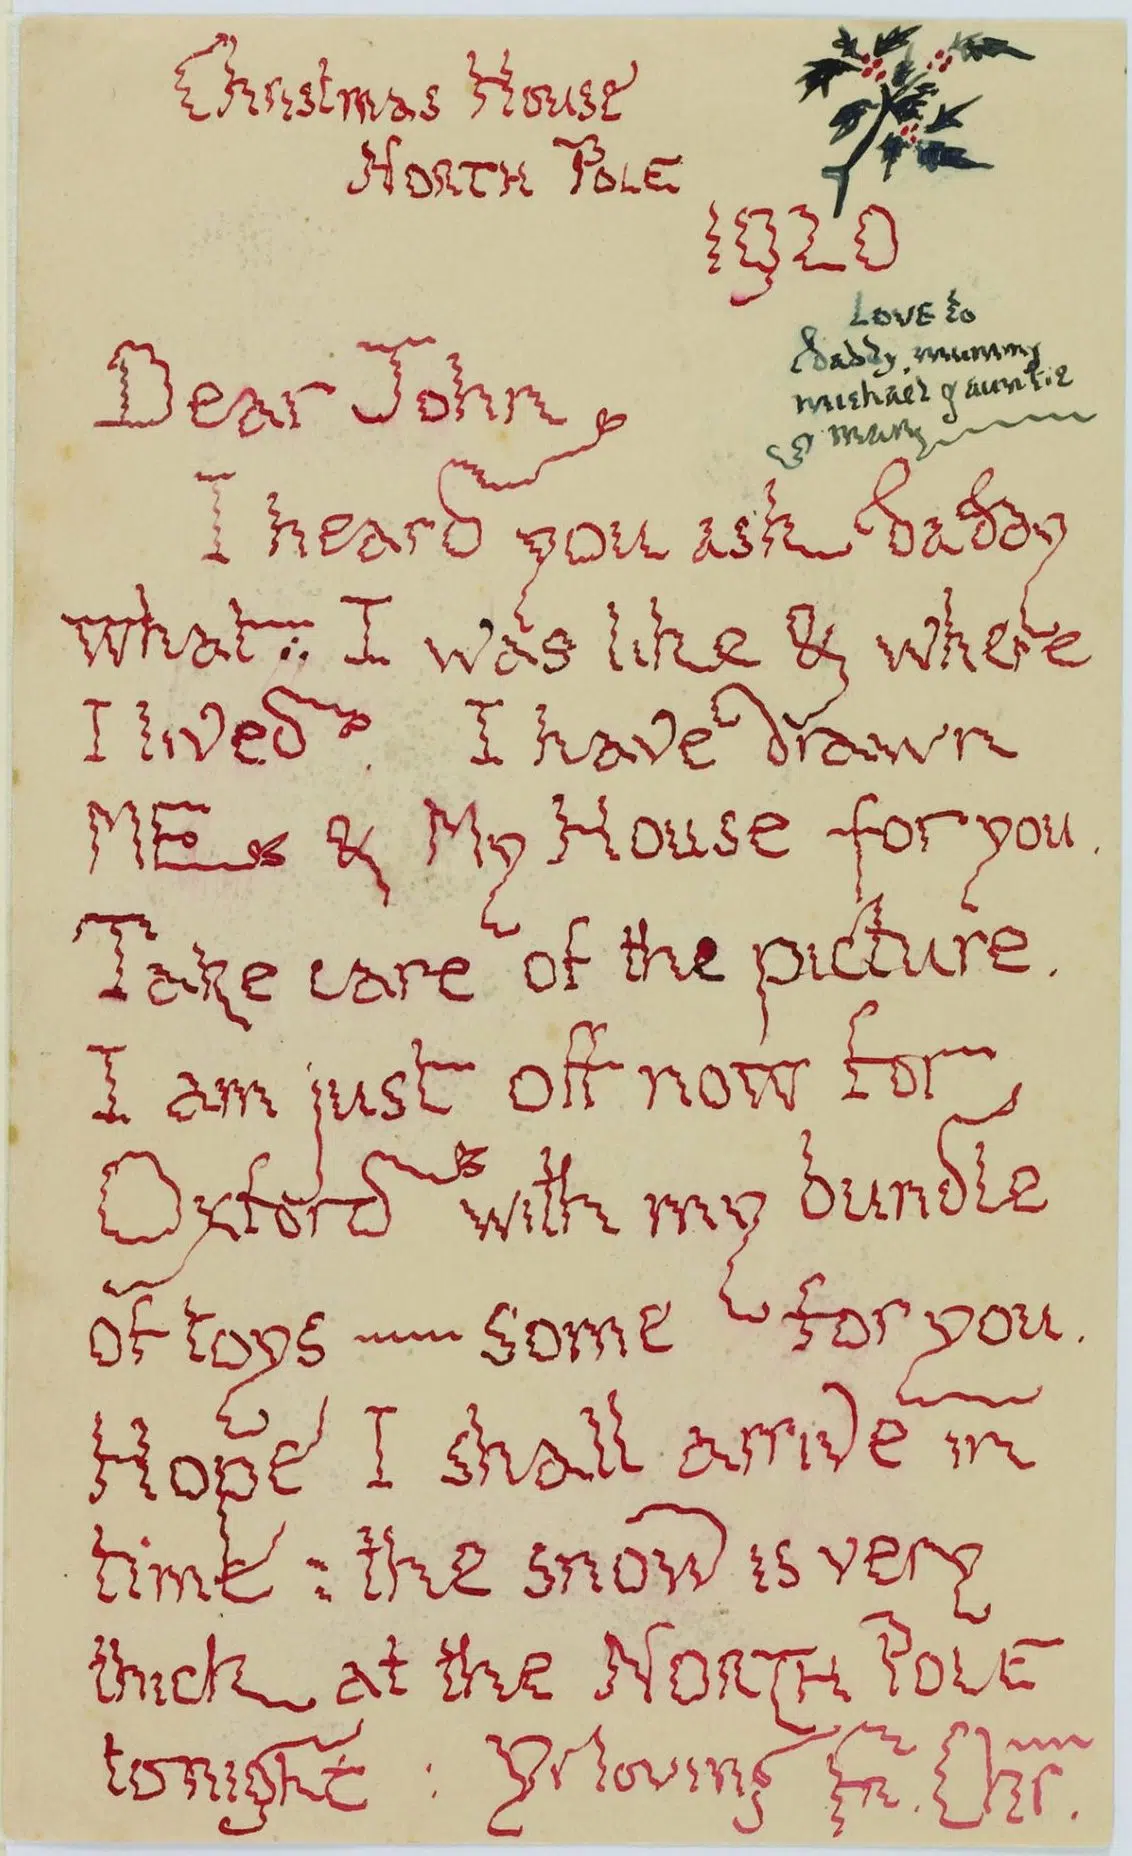 Christmas House
NORTH POLE
1920
LOVE to
daddy, mummy
michael & auntie
mary
Dear John,
I heard you ask daddy
what I was like & where
I lived. I have drawn
ME & My House for you.
Take care of the picture.
I am just off now for
Oxford with my bundle
of toys — some for you.
Hope I shall arrive in
time : the snow is very
thick at the NORTH POLE
tonight : Yr loving Fr. Chr.